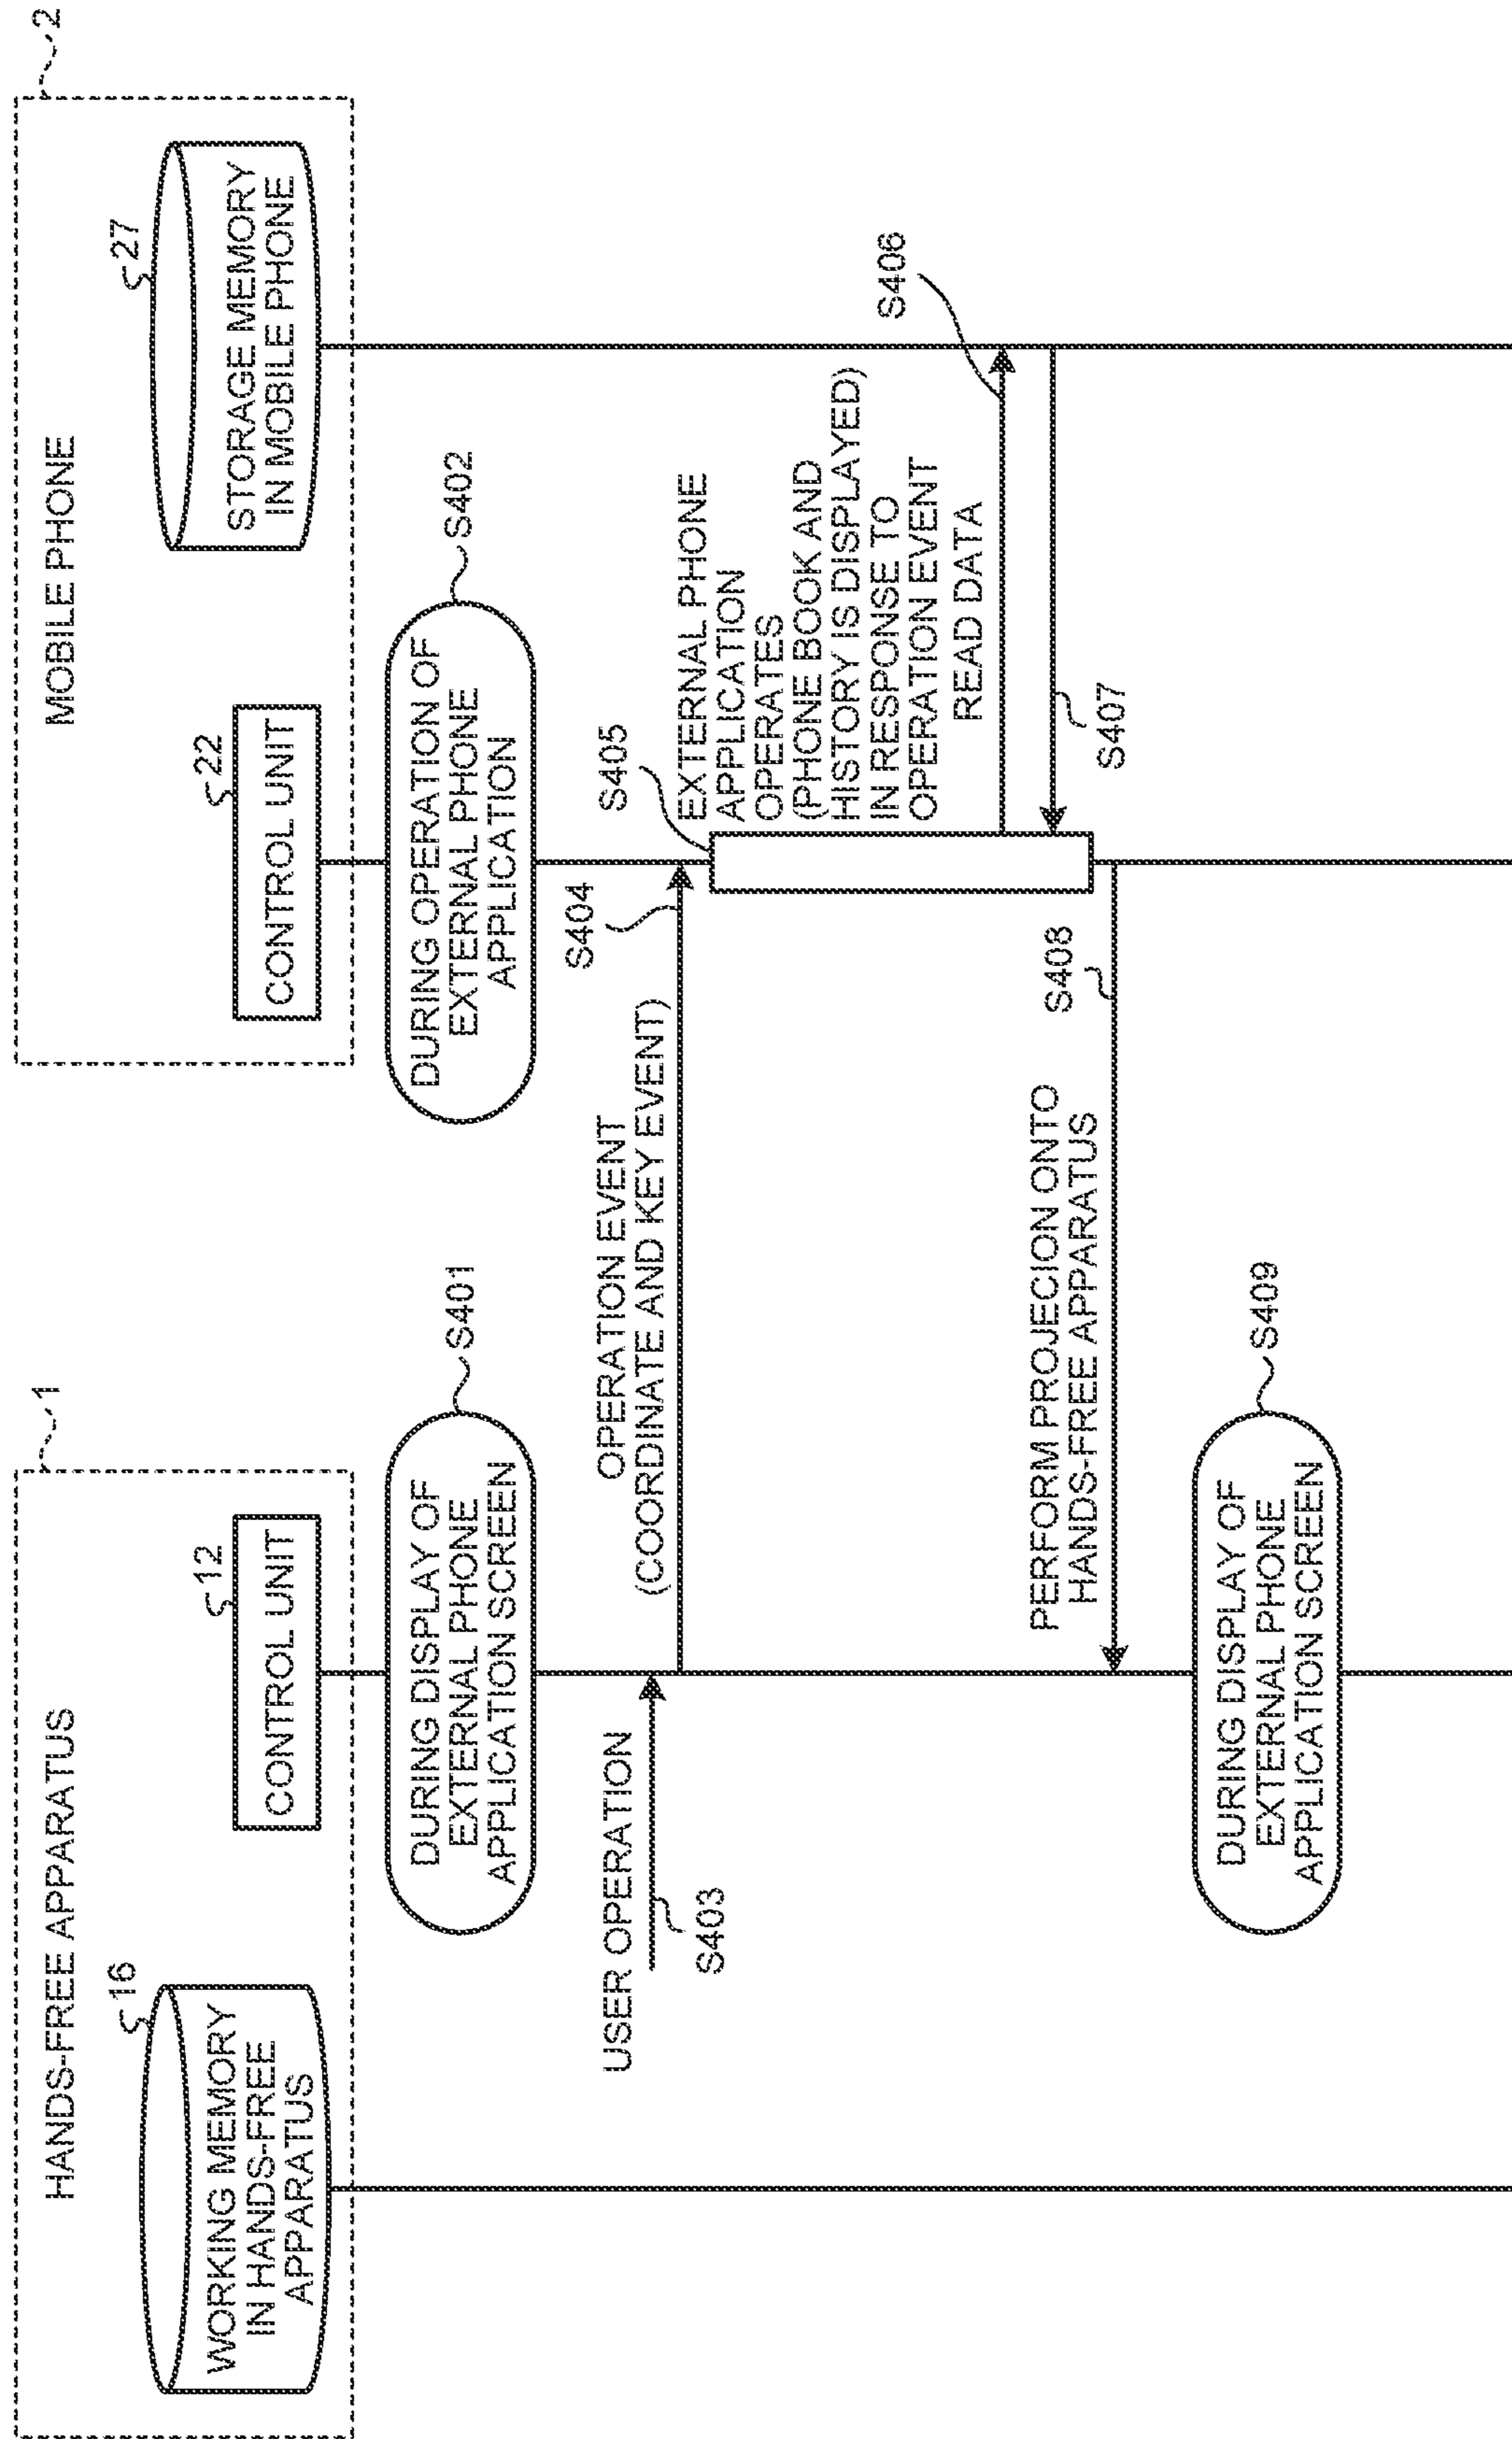 HANDS-FREE APPARATUS
1
16
WORKING MEMORY
IN HANDS-FREE
APPARATUS
12
CONTROL UNIT
MOBILE PHONE
2
22
CONTROL UNIT
27
STORAGE MEMORY
IN MOBILE PHONE
DURING DISPLAY OF
EXTERNAL PHONE
APPLICATION SCREEN
S401
DURING OPERATION OF
EXTERNAL PHONE
APPLICATION
S402
USER OPERATION
S403
OPERATION EVENT
(COORDINATE AND KEY EVENT)
S404
S405
EXTERNAL PHONE
APPLICATION
OPERATES
(PHONE BOOK AND
HISTORY IS DISPLAYED)
IN RESPONSE TO
OPERATION EVENT
READ DATA
S406
S407
PERFORM PROJECION ONTO
HANDS-FREE APPARATUS
S408
DURING DISPLAY OF
EXTERNAL PHONE
APPLICATION SCREEN
S409